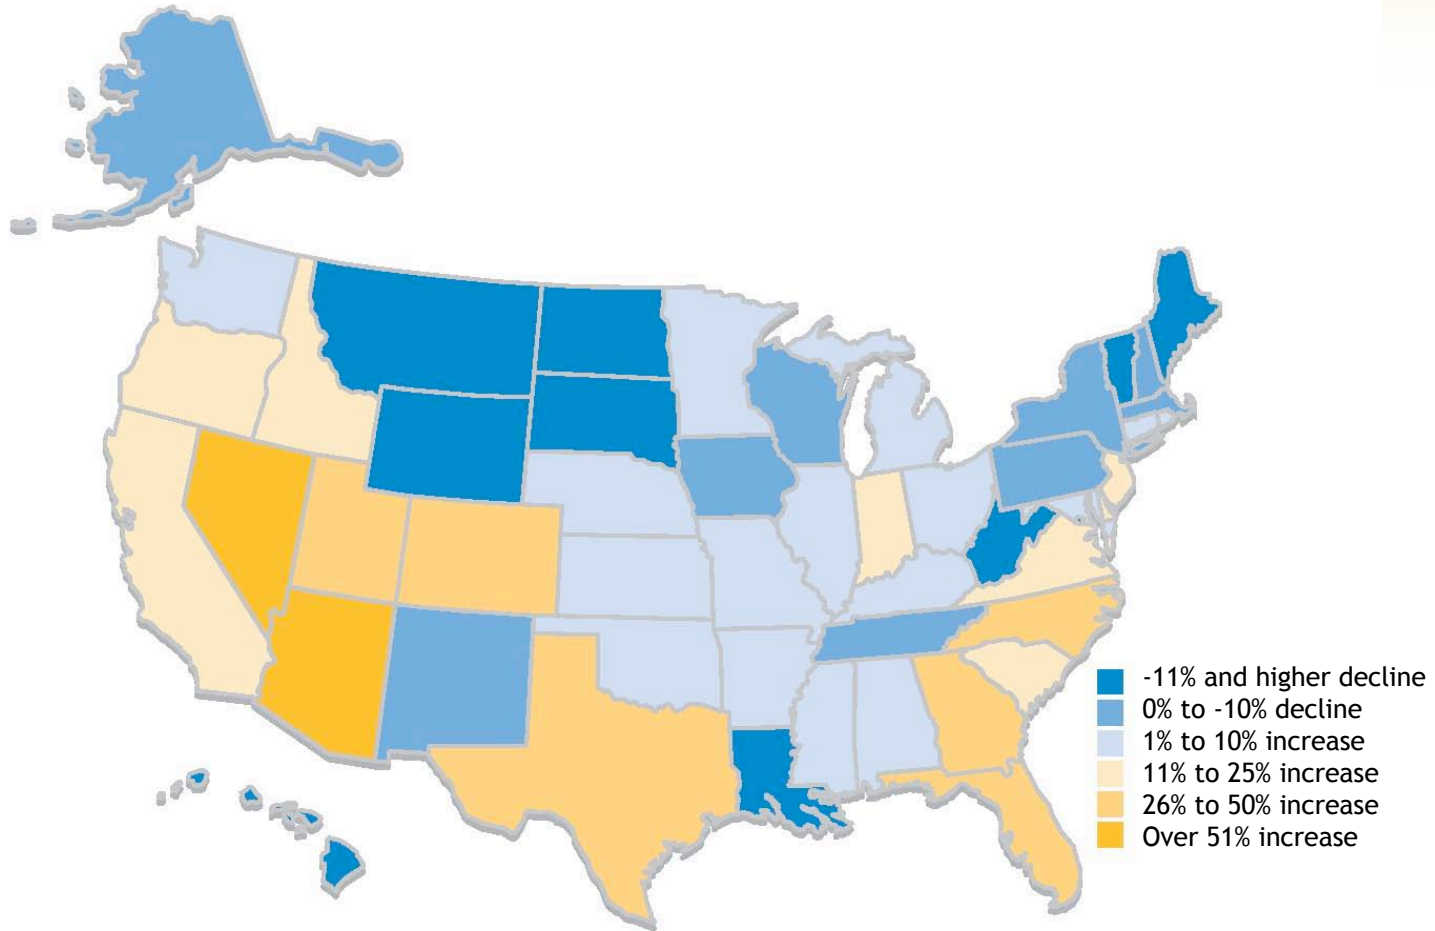 -11% and higher decline
0% to -10% decline
1% to 10% increase
11% to 25% increase
26% to 50% increase
Over 51% increase